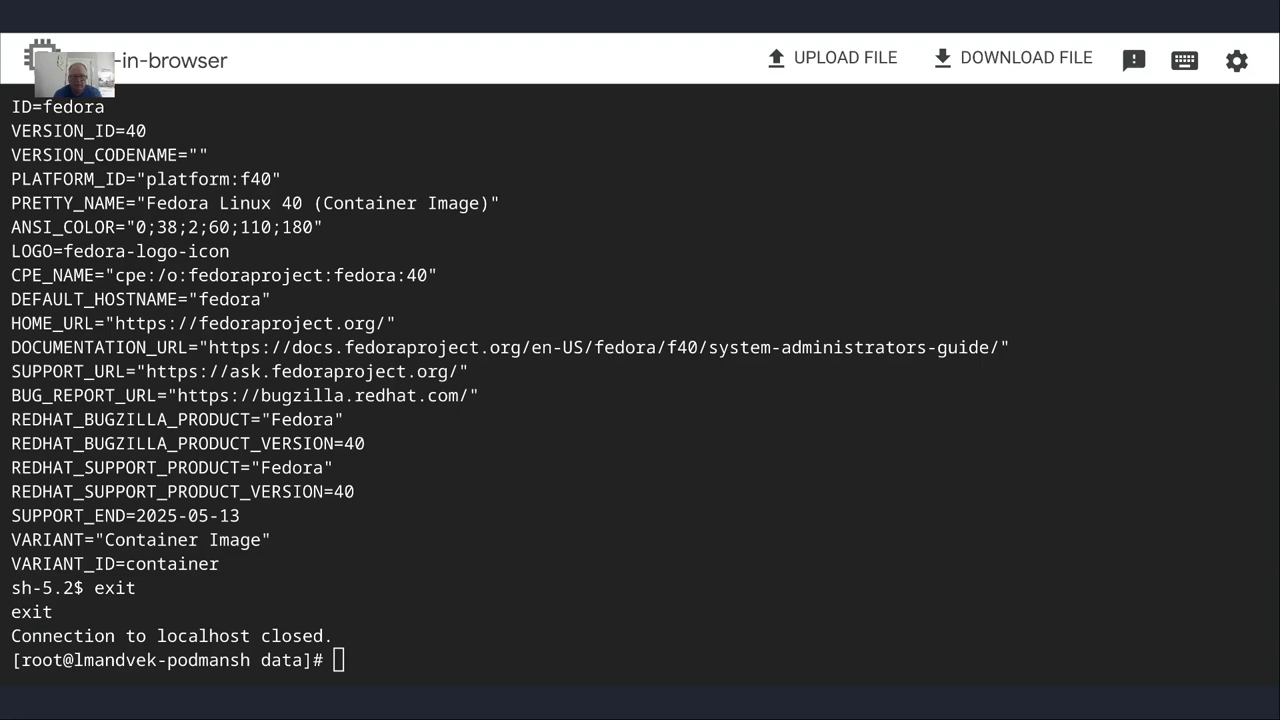 -in-browser
UPLOAD FILE
DOWNLOAD FILE
ID=fedora
VERSION_ID=40
VERSION_CODENAME=""
PLATFORM_ID="platform:f40"
PRETTY_NAME="Fedora Linux 40 (Container Image)"
ANSI_COLOR="0;38;2;60;110;180"
LOGO=fedora-logo-icon
CPE_NAME="cpe:/o:fedoraproject:fedora:40"
DEFAULT_HOSTNAME="fedora"
HOME_URL="https://fedoraproject.org/"
DOCUMENTATION_URL="https://docs.fedoraproject.org/en-US/fedora/f40/system-administrators-guide/"
SUPPORT_URL="https://ask.fedoraproject.org/"
BUG_REPORT_URL="https://bugzilla.redhat.com/"
REDHAT_BUGZILLA_PRODUCT="Fedora"
REDHAT_BUGZILLA_PRODUCT_VERSION=40
REDHAT_SUPPORT_PRODUCT="Fedora"
REDHAT_SUPPORT_PRODUCT_VERSION=40
SUPPORT_END=2025-05-13
VARIANT="Container Image"
VARIANT_ID=container
sh-5.2$ exit
exit
Connection to localhost closed.
[root@lmandvek-podmansh data]#